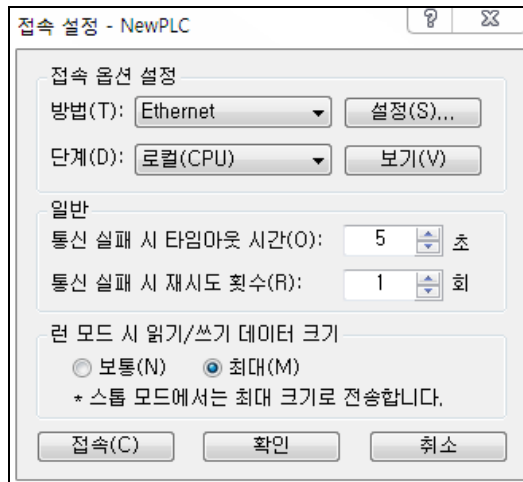 접속 설정 - NewPLC
접속 옵션 설정
방법(T): Ethernet 설정(S)...
단계(D): 로컬(CPU) 보기(V)
일반
통신 실패 시 타임아웃 시간(O): 5 초
통신 실패 시 재시도 횟수(R): 1 회
런 모드 시 읽기/쓰기 데이터 크기
보통(N) 최대(M)
* 스톱 모드에서는 최대 크기로 전송합니다.
접속(C) 확인 취소